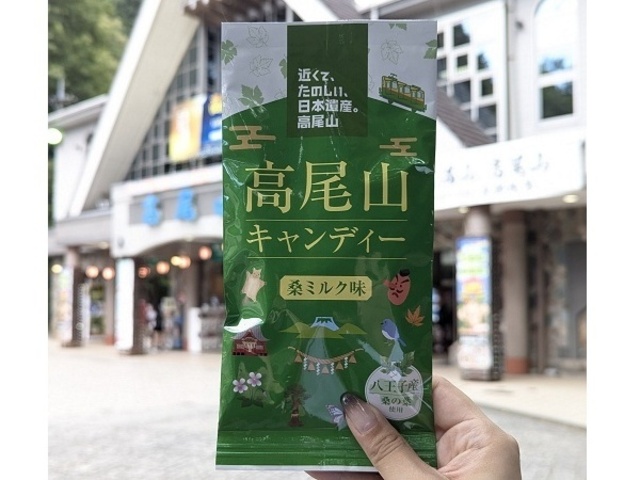 近くて、
たのしい、
日本遺産。
高尾山
高尾山
キャンディー
桑ミルク味
八王子産
桑の葉
使用
高尾山